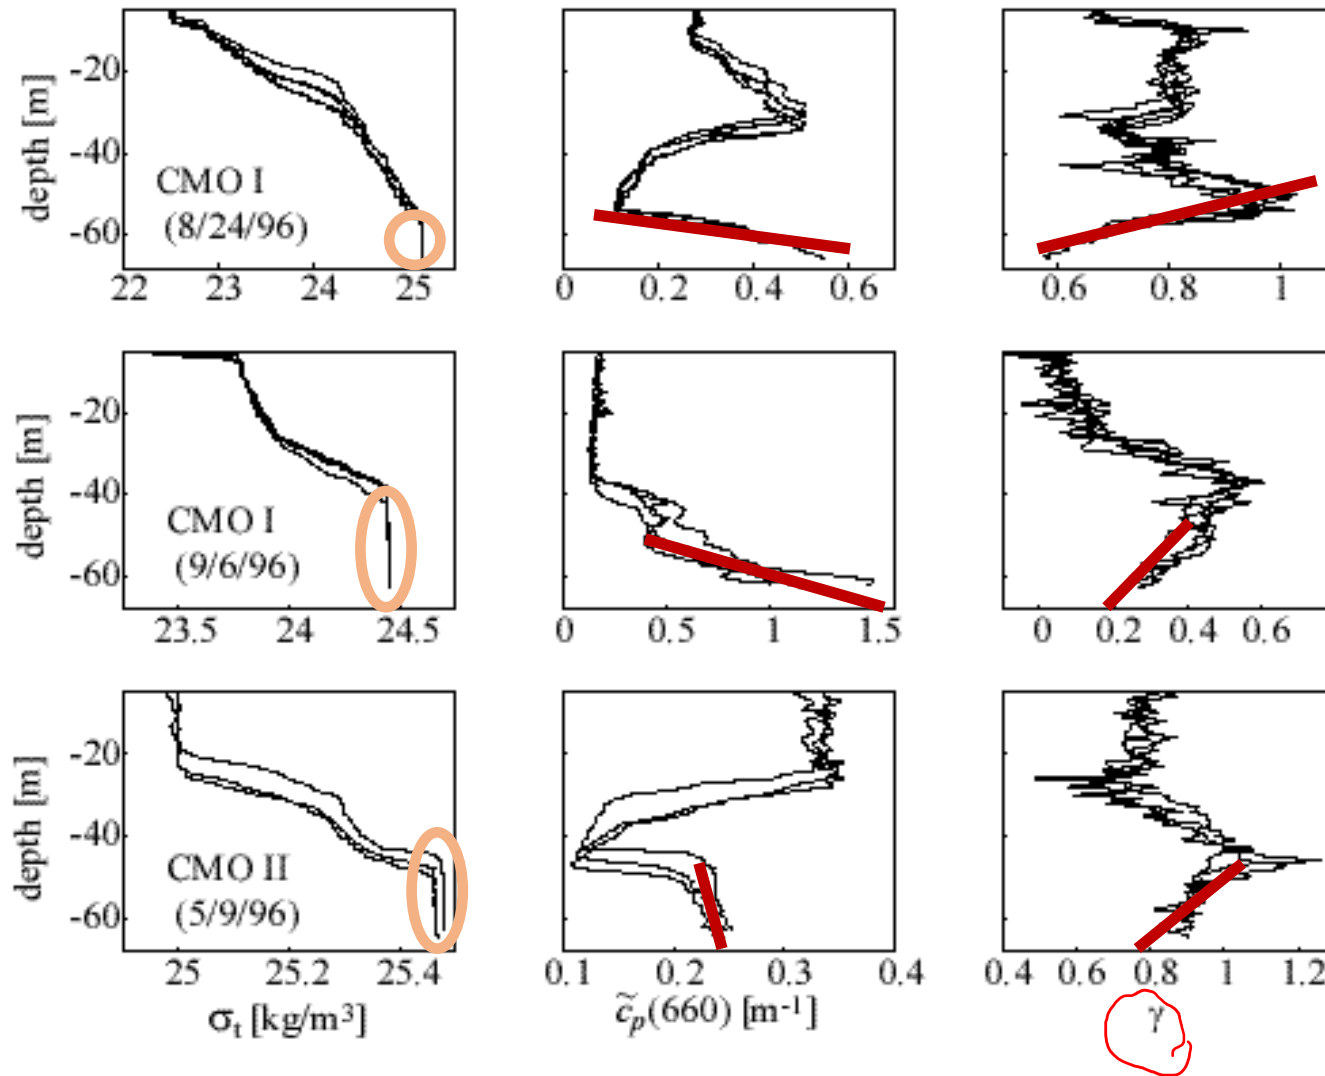 depth [m]
-20
-40
-60
CMO I
(8/24/96)
22 23 24 25
0 0.2 0.4 0.6
0.6 0.8 1
depth [m]
-20
-40
-60
CMO I
(9/6/96)
23.5 24 24.5
0 0.5 1 1.5
0 0.2 0.4 0.6
depth [m]
-20
-40
-60
CMO II
(5/9/96)
25 25.2 25.4
0.1 0.2 0.3 0.4
0.4 0.6 0.8 1 1.2
σt [kg/m³]
c̃p(660) [m⁻¹]
γ